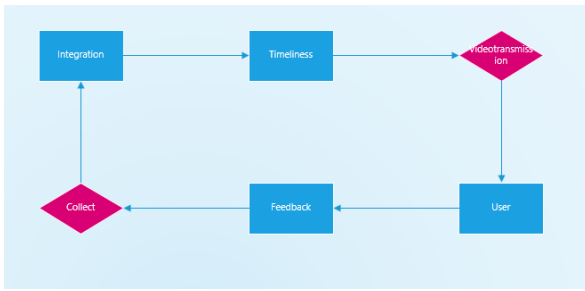 Integration
Timeliness
Videotransmiss
ion
Collect
Feedback
User